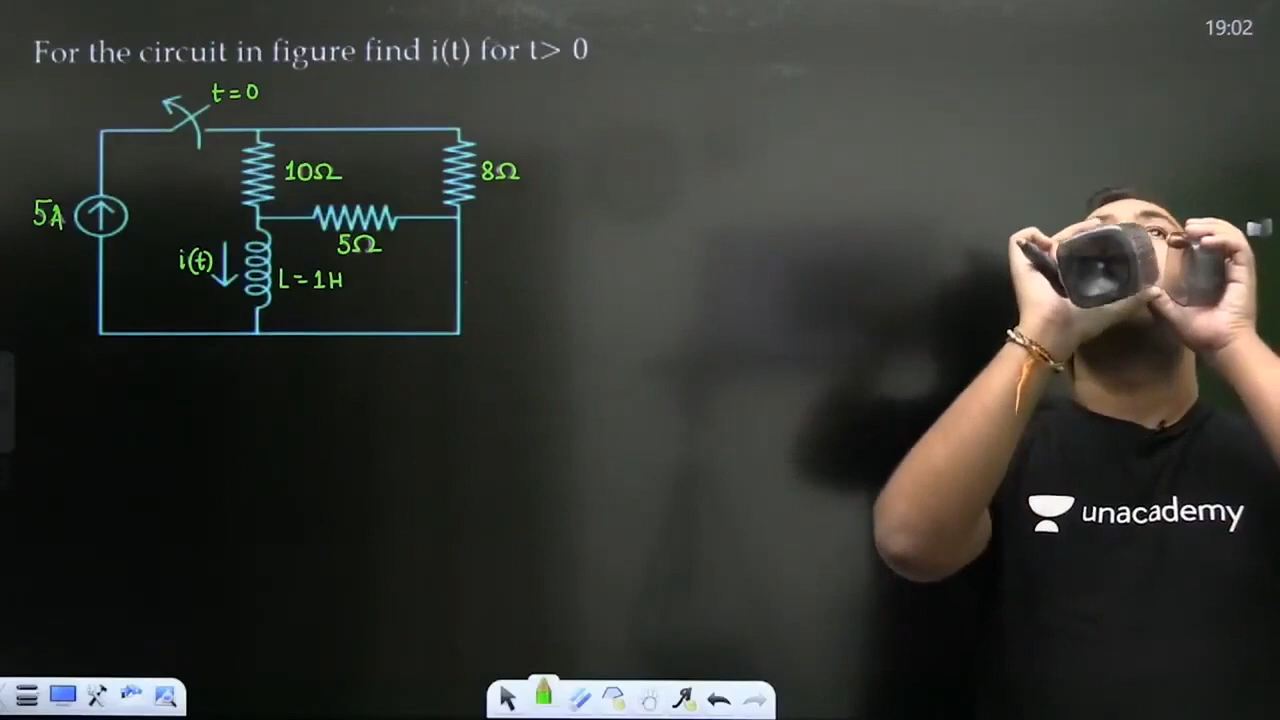 19:02
For the circuit in figure find i(t) for t> 0
t=0
10Ω
8Ω
5A
5Ω
i(t)
L=1H
unacademy